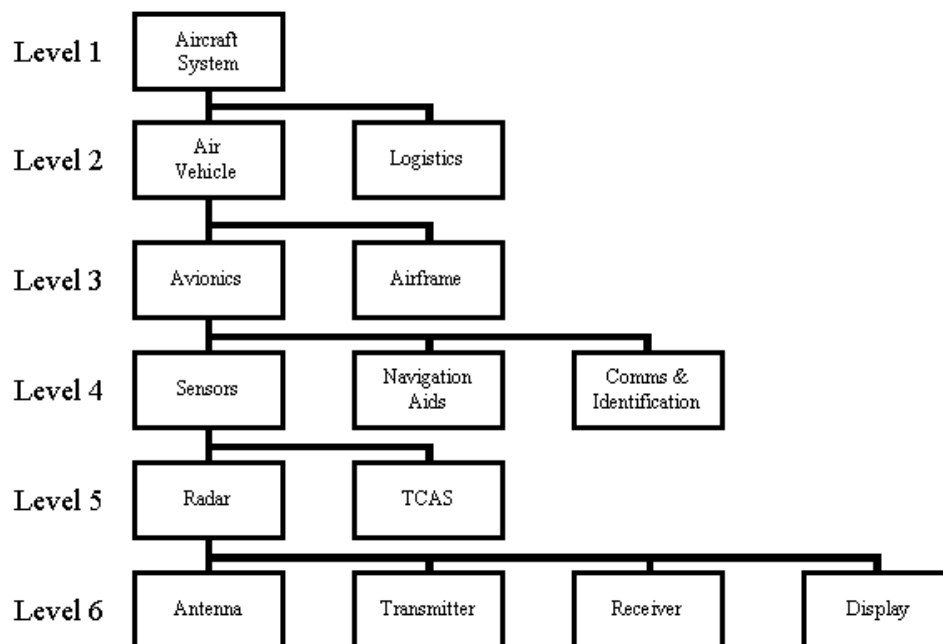 Level 1
Aircraft
System
Level 2
Air
Vehicle
Logistics
Level 3
Avionics
Airframe
Level 4
Sensors
Navigation
Aids
Comms &
Identification
Level 5
Radar
TCAS
Level 6
Antenna
Transmitter
Receiver
Display